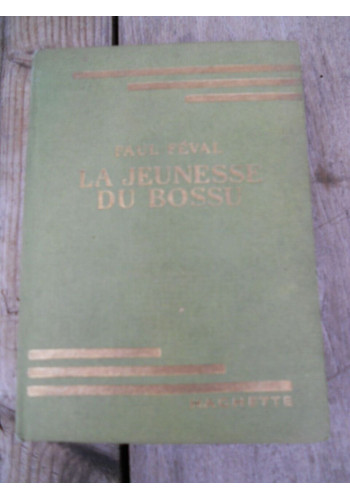 PAUL FÉVAL
LA JEUNESSE
DU BOSSU
HACHETTE